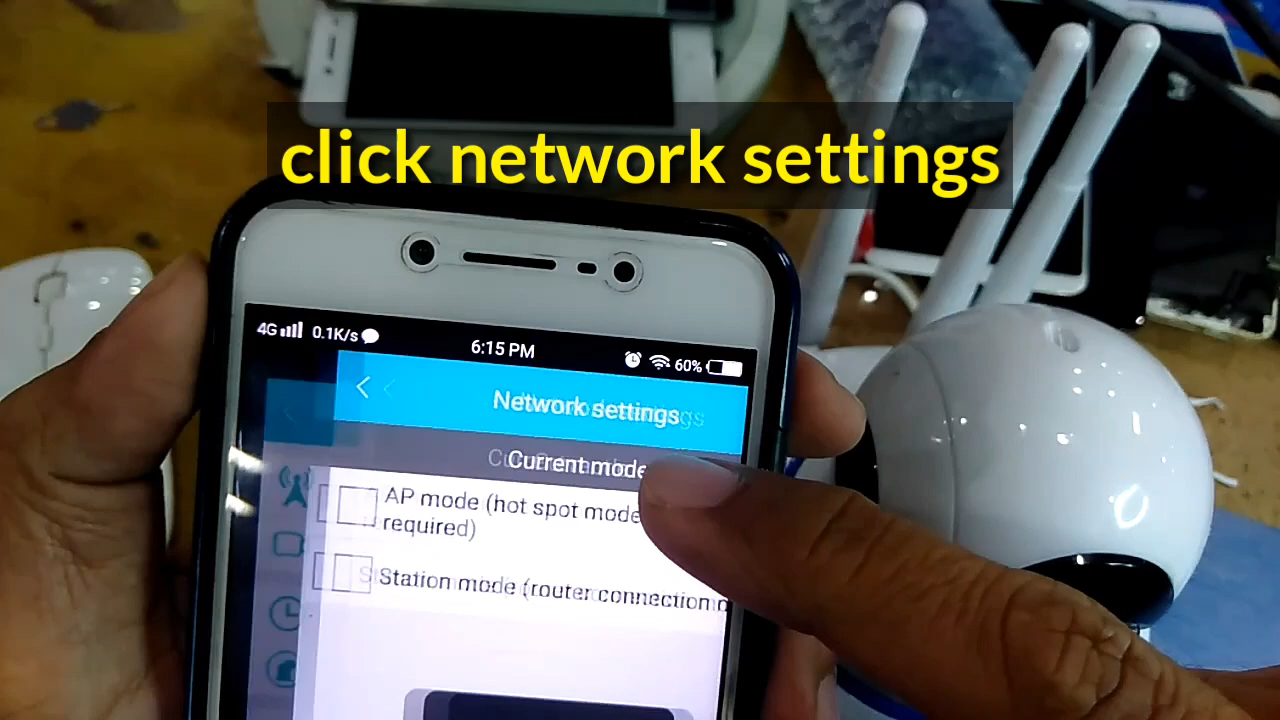 click network settings
4G 0.1K/s 6:15 PM 60%
Network settings
Current mode
AP mode (hot spot mode
required)
Station mode (router connection